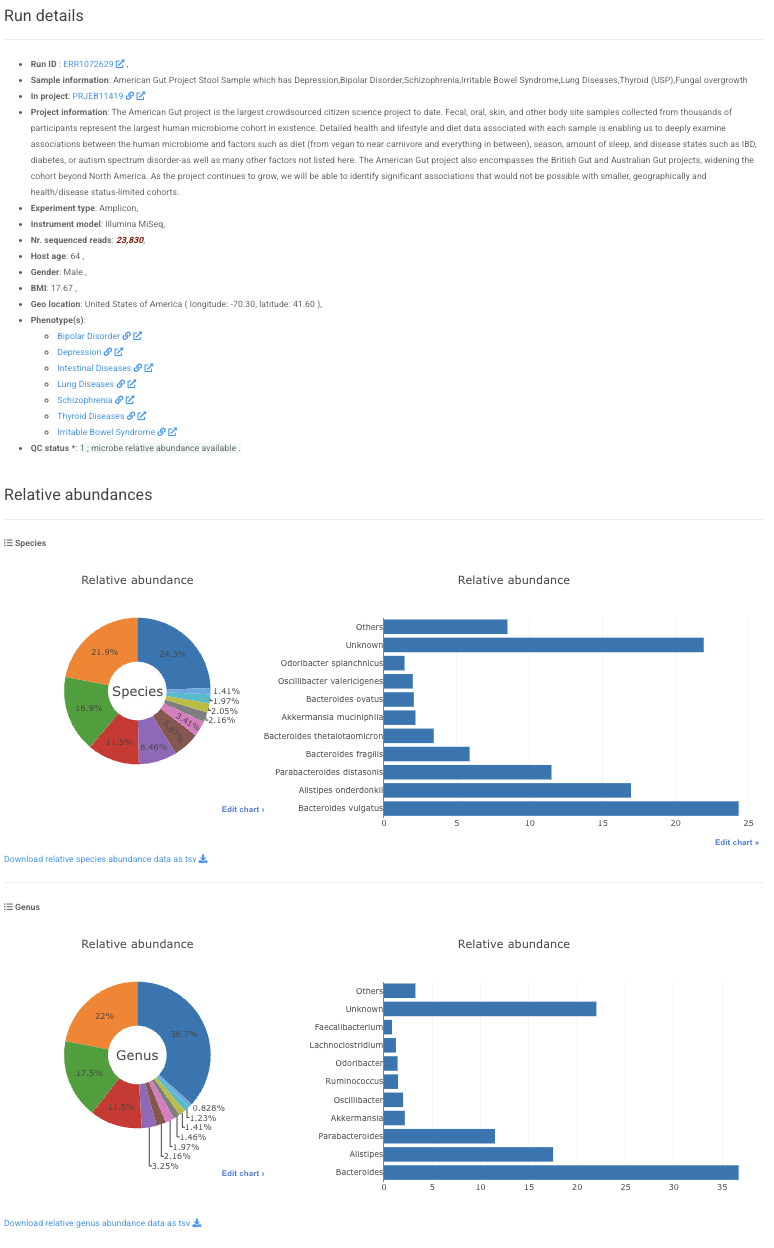 Run details
Run ID : ERR1072629 ,
Sample information: American Gut Project Stool Sample which has Depression,Bipolar Disorder,Schizophrenia,Irritable Bowel Syndrome,Lung Diseases,Thyroid (USP),Fungal overgrowth
In project: PRJEB11419
Project information: The American Gut project is the largest crowdsourced citizen science project to date. Fecal, oral, skin, and other body site samples collected from thousands of
participants represent the largest human microbiome cohort in existence. Detailed health and lifestyle and diet data associated with each sample is enabling us to deeply examine
associations between the human microbiome and factors such as diet (from vegan to near carnivore and everything in between), season, amount of sleep, and disease states such as IBD,
diabetes, or autism spectrum disorder-as well as many other factors not listed here. The American Gut project also encompasses the British Gut and Australian Gut projects, widening the
cohort beyond North America. As the project continues to grow, we will be able to identify significant associations that would not be possible with smaller, geographically and
health/disease status-limited cohorts.
Experiment type: Amplicon,
Instrument model: Illumina MiSeq,
Nr. sequenced reads: 23,830,
Host age: 64 ,
Gender: Male ,
BMI: 17.67 ,
Geo location: United States of America ( longitude: -70.30, latitude: 41.60 ),
Phenotype(s):
Bipolar Disorder
Depression
Intestinal Diseases
Lung Diseases
Schizophrenia
Thyroid Diseases
Irritable Bowel Syndrome
QC status *: 1 ; microbe relative abundance available .
Relative abundances
Species
Relative abundance
24.3%
21.9%
16.9%
11.5%
8.46%
5.87%
3.41%
2.16%
2.05%
1.97%
1.41%
Species
Edit chart ›
Relative abundance
Others
Unknown
Odoribacter splanchnicus
Oscillibacter valericigenes
Bacteroides ovatus
Akkermansia muciniphila
Bacteroides thetaiotaomicron
Bacteroides fragilis
Parabacteroides distasonis
Alistipes onderdonkii
Bacteroides vulgatus
0 5 10 15 20 25
Edit chart »
Download relative species abundance data as tsv
Genus
Relative abundance
36.7%
22%
17.5%
11.5%
Genus
0.828%
1.23%
1.41%
1.46%
1.97%
2.16%
3.25%
Edit chart ›
Relative abundance
Others
Unknown
Faecalibacterium
Lachnoclostridium
Odoribacter
Ruminococcus
Oscillibacter
Akkermansia
Parabacteroides
Alistipes
Bacteroides
0 5 10 15 20 25 30 35
Download relative genus abundance data as tsv